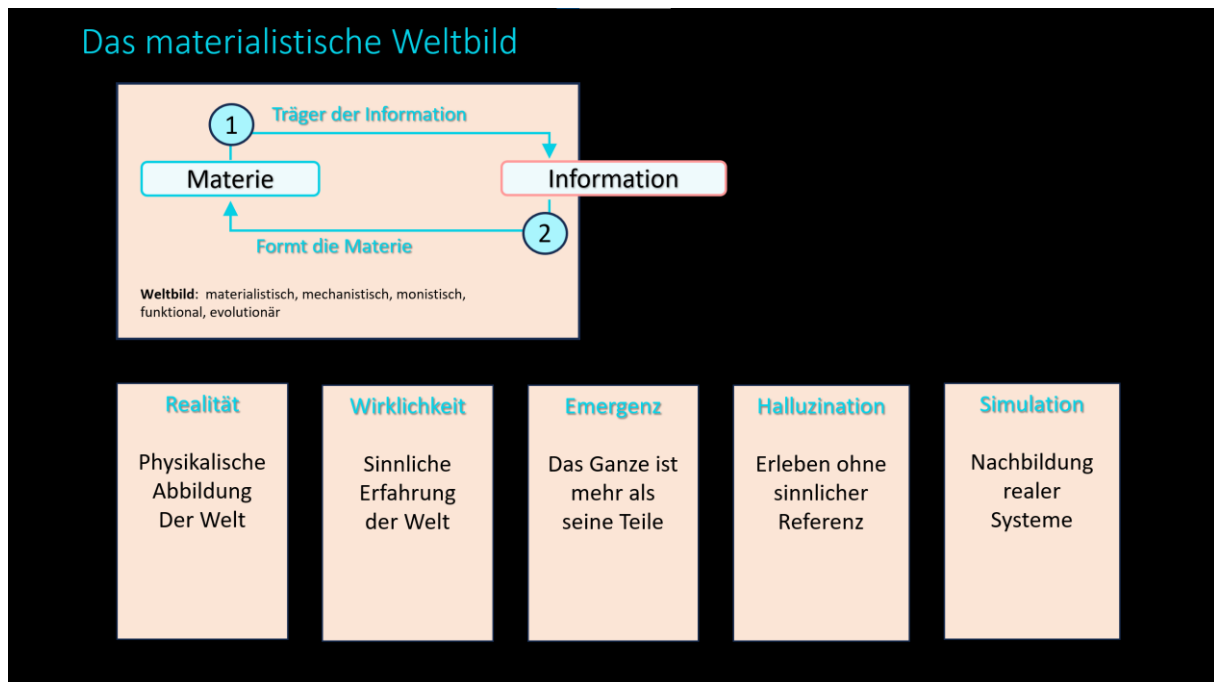 Das materialistische Weltbild
1
Träger der Information
Materie
Information
2
Formt die Materie
Weltbild: materialistisch, mechanistisch, monistisch,
funktional, evolutionär
Realität
Physikalische
Abbildung
Der Welt
Wirklichkeit
Sinnliche
Erfahrung
der Welt
Emergenz
Das Ganze ist
mehr als
seine Teile
Halluzination
Erleben ohne
sinnlicher
Referenz
Simulation
Nachbildung
realer
Systeme